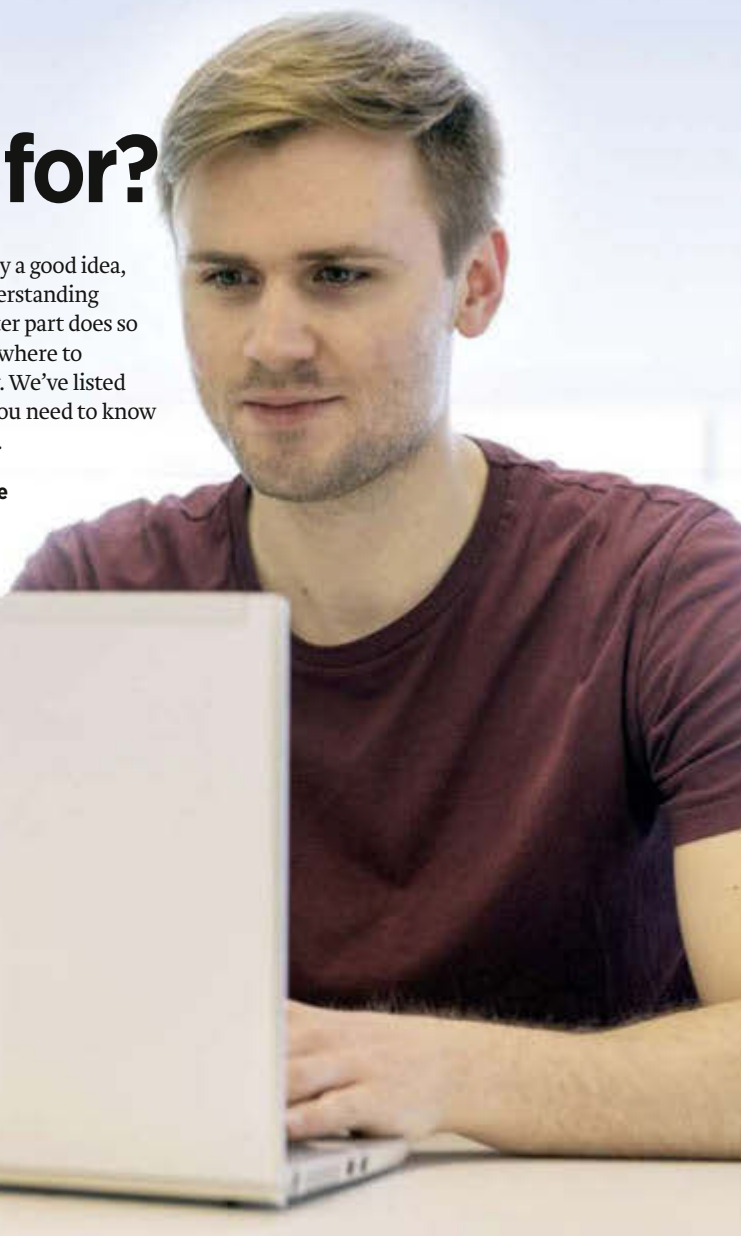 for?
y a good idea,
erstanding
er part does so
where to
. We've listed
ou need to know
.
e